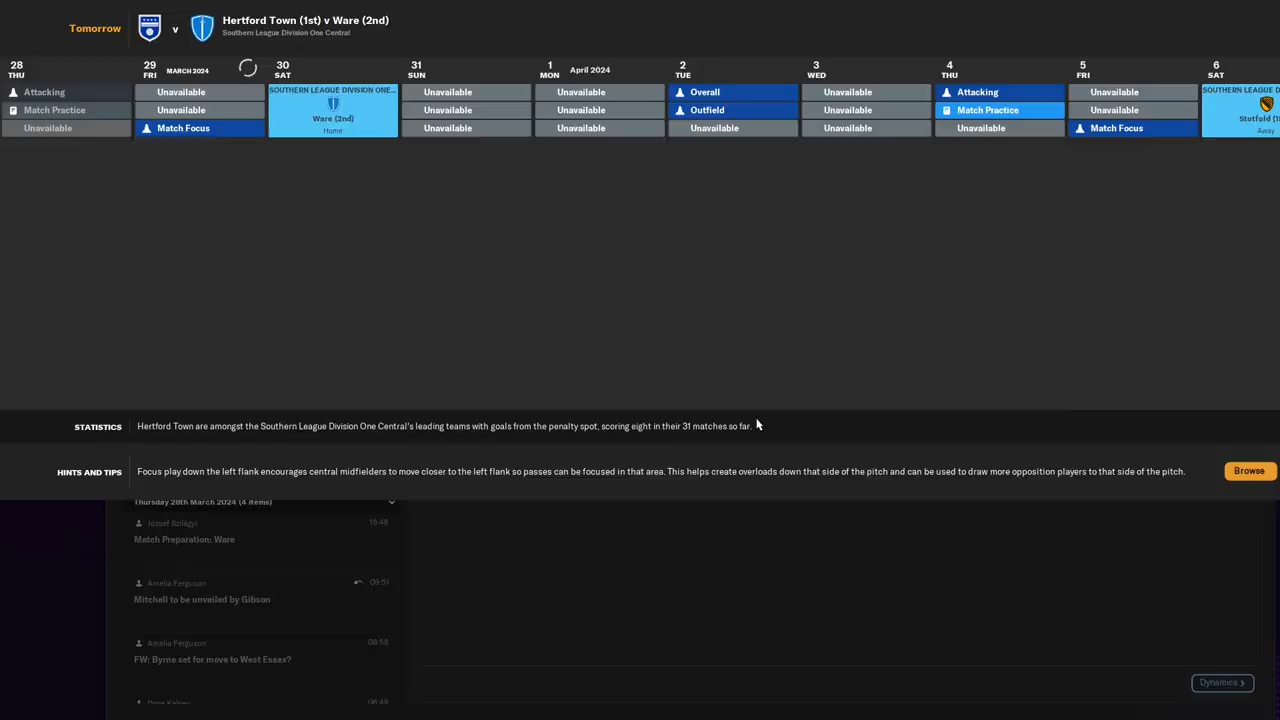 Tomorrow
v
Hertford Town (1st) v Ware (2nd)
Southern League Division One Central
28 THU
29 FRI MARCH 2024
30 SAT
31 SUN
1 MON April 2024
2 TUE
3 WED
4 THU
5 FRI
6 SAT
Attacking
Unavailable
SOUTHERN LEAGUE DIVISION ONE...
Unavailable
Unavailable
Overall
Unavailable
Attacking
Unavailable
SOUTHERN LEAGUE D
Match Practice
Unavailable
Ware (2nd)
Unavailable
Unavailable
Outfield
Unavailable
Match Practice
Unavailable
Stotfold (1
Unavailable
Match Focus
Home
Unavailable
Unavailable
Unavailable
Unavailable
Unavailable
Match Focus
Away
STATISTICS
Hertford Town are amongst the Southern League Division One Central's leading teams with goals from the penalty spot, scoring eight in their 31 matches so far.
HINTS AND TIPS
Focus play down the left flank encourages central midfielders to move closer to the left flank so passes can be focused in that area. This helps create overloads down that side of the pitch and can be used to draw more opposition players to that side of the pitch.
Browse
Thursday 28th March 2024 (4 items)
József Szilágyi 16:48
Match Preparation: Ware
Amelia Ferguson 09:51
Mitchell to be unveiled by Gibson
Amelia Ferguson 08:58
FW: Byrne set for move to West Essex?
Dynamics